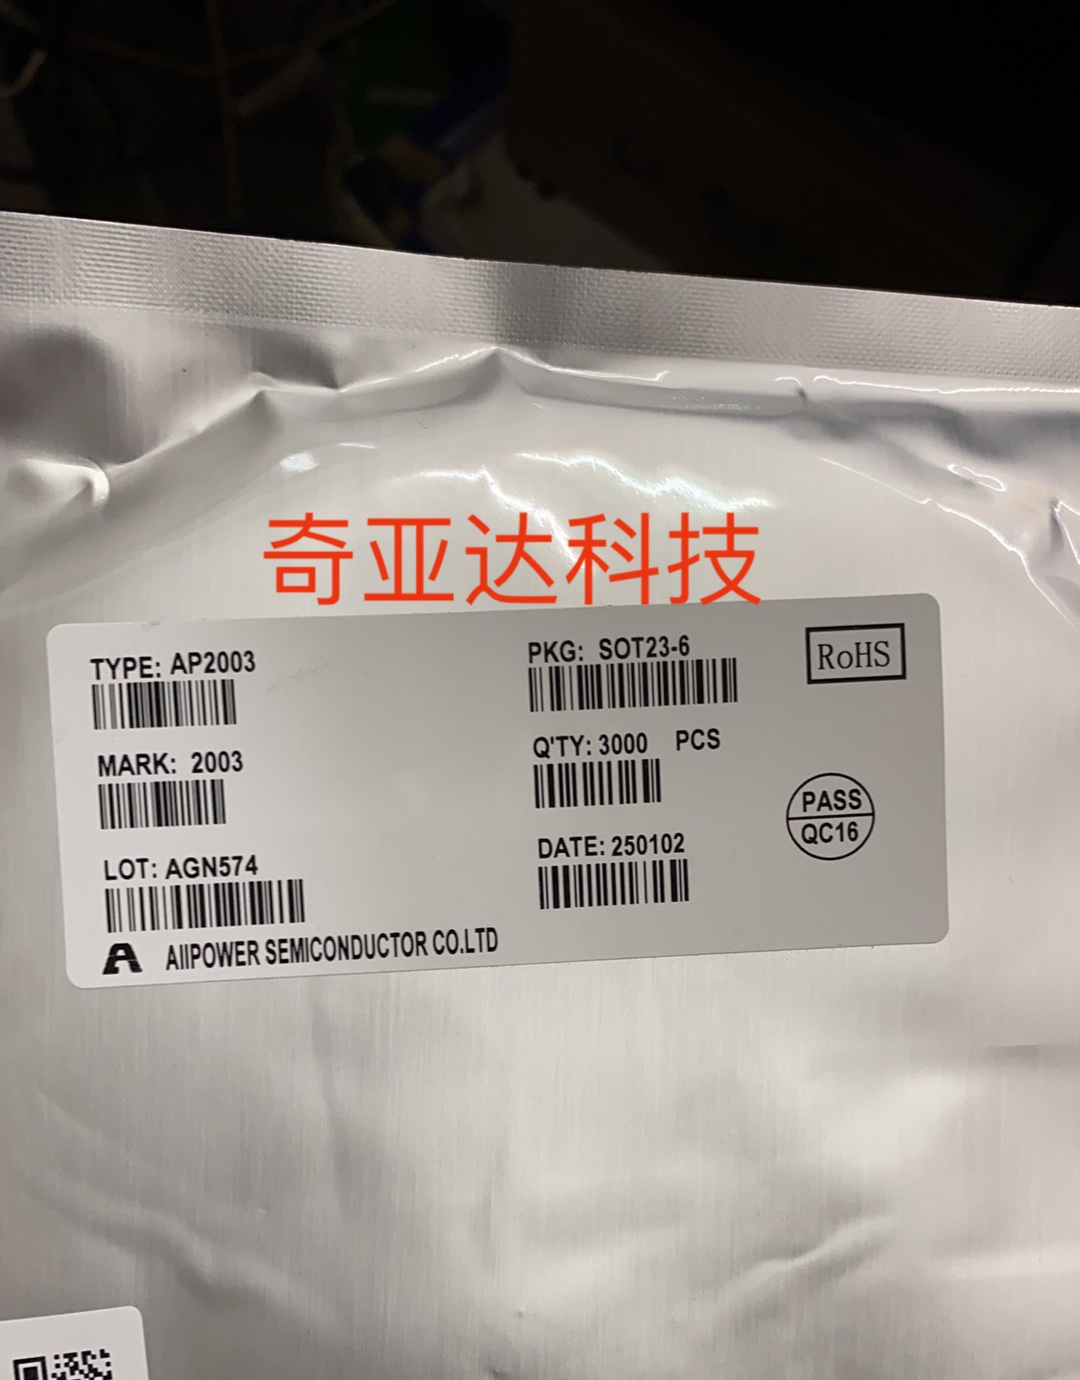 奇亚达科技
TYPE: AP2003
PKG: SOT23-6
RoHS
MARK: 2003
Q'TY: 3000 PCS
PASS
QC16
LOT: AGN574
DATE: 250102
A AllPOWER SEMICONDUCTOR CO.LTD